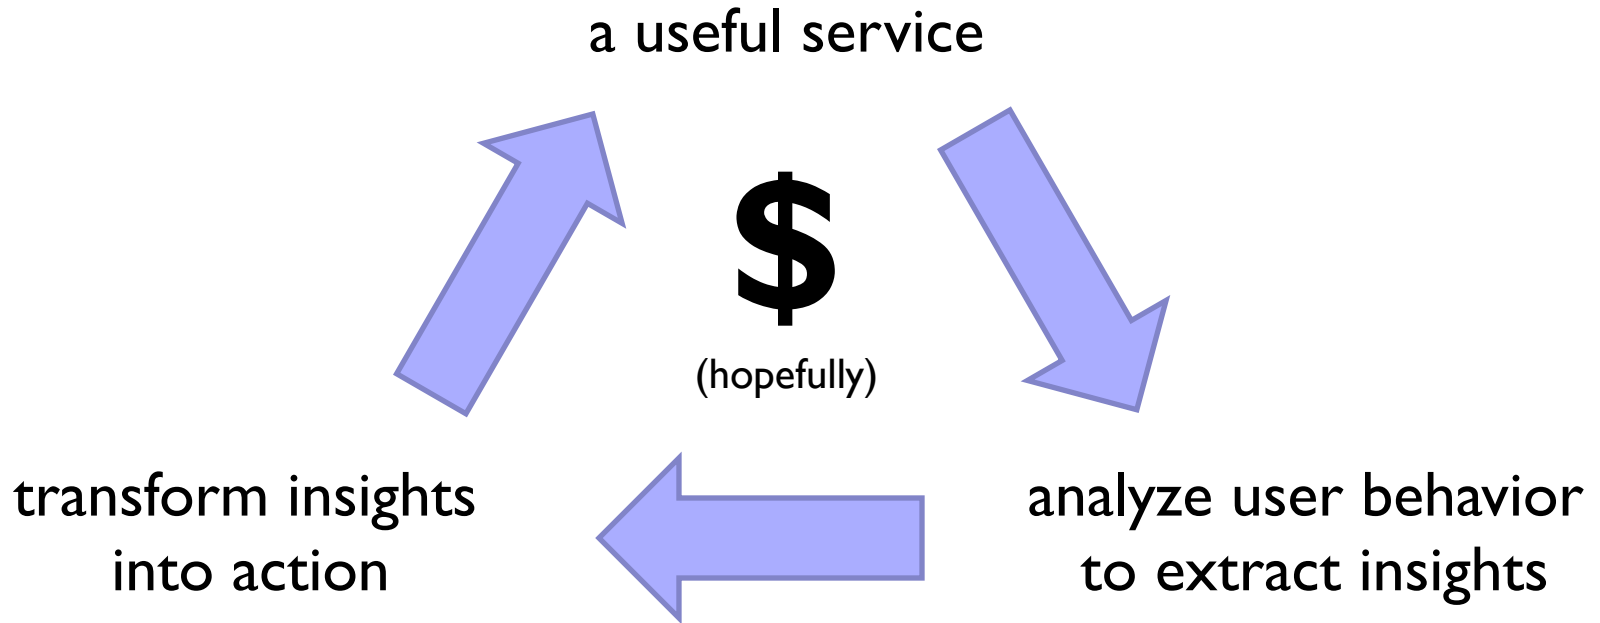 a useful service
$
(hopefully)
transform insights
into action
analyze user behavior
to extract insights